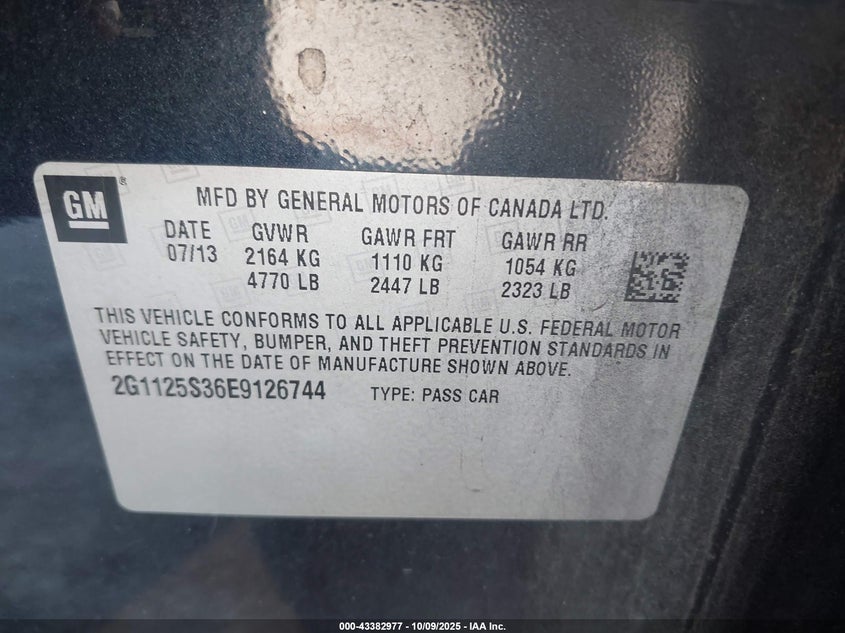 GM
MFD BY GENERAL MOTORS OF CANADA LTD.
DATE GVWR GAWR FRT GAWR RR
07/13 2164 KG 1110 KG 1054 KG
4770 LB 2447 LB 2323 LB
THIS VEHICLE CONFORMS TO ALL APPLICABLE U.S. FEDERAL MOTOR
VEHICLE SAFETY, BUMPER, AND THEFT PREVENTION STANDARDS IN
EFFECT ON THE DATE OF MANUFACTURE SHOWN ABOVE.
2G1125S36E9126744 TYPE: PASS CAR
000-43382977 - 10/09/2025 - IAA Inc.